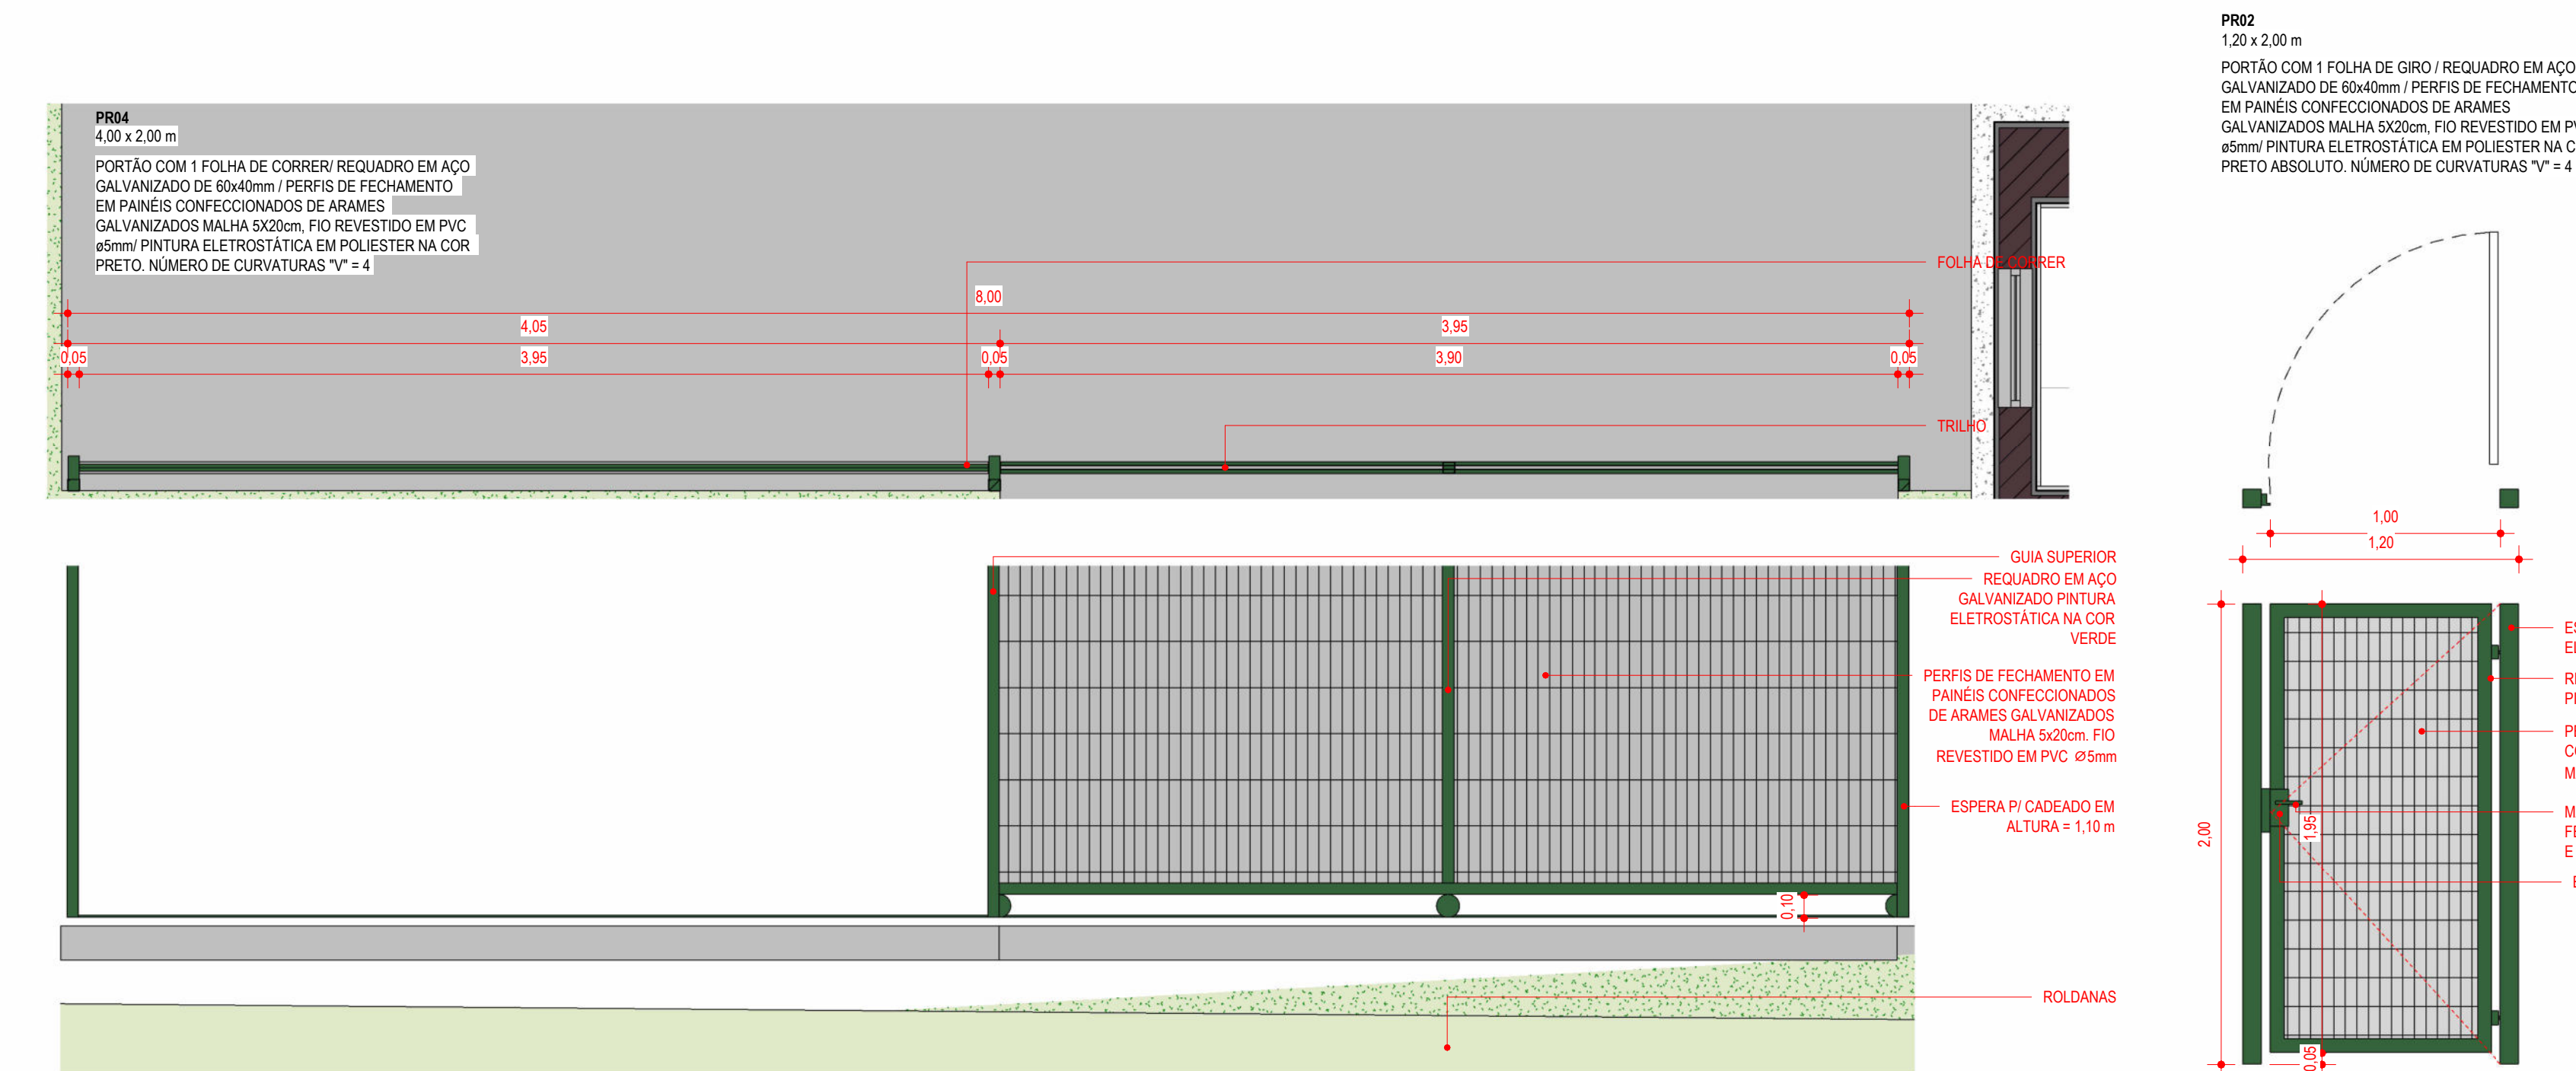 PR04
4,00 x 2,00 m
PORTÃO COM 1 FOLHA DE CORRER/ REQUADRO EM AÇO
GALVANIZADO DE 60x40mm / PERFIS DE FECHAMENTO
EM PAINÉIS CONFECCIONADOS DE ARAMES
GALVANIZADOS MALHA 5X20cm, FIO REVESTIDO EM PVC
ø5mm/ PINTURA ELETROSTÁTICA EM POLIESTER NA COR
PRETO. NÚMERO DE CURVATURAS "V" = 4
FOLHA DE CORRER
8,00
4,05
3,95
0,05
3,95
0,05
3,90
0,05
TRILHO
GUIA SUPERIOR
REQUADRO EM AÇO
GALVANIZADO PINTURA
ELETROSTÁTICA NA COR
VERDE
PERFIS DE FECHAMENTO EM
PAINÉIS CONFECCIONADOS
DE ARAMES GALVANIZADOS
MALHA 5x20cm. FIO
REVESTIDO EM PVC Ø5mm
ESPERA P/ CADEADO EM
ALTURA = 1,10 m
0,10
ROLDANAS
PR02
1,20 x 2,00 m
PORTÃO COM 1 FOLHA DE GIRO / REQUADRO EM AÇO
GALVANIZADO DE 60x40mm / PERFIS DE FECHAMENTO
EM PAINÉIS CONFECCIONADOS DE ARAMES
GALVANIZADOS MALHA 5X20cm, FIO REVESTIDO EM
ø5mm/ PINTURA ELETROSTÁTICA EM POLIESTER NA
PRETO ABSOLUTO. NÚMERO DE CURVATURAS "V" = 4
1,00
1,20
2,00
1,95
0,05
E